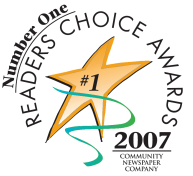 Number One
READERS CHOICE AWARDS
#1
2007
COMMUNITY
NEWSPAPER
COMPANY